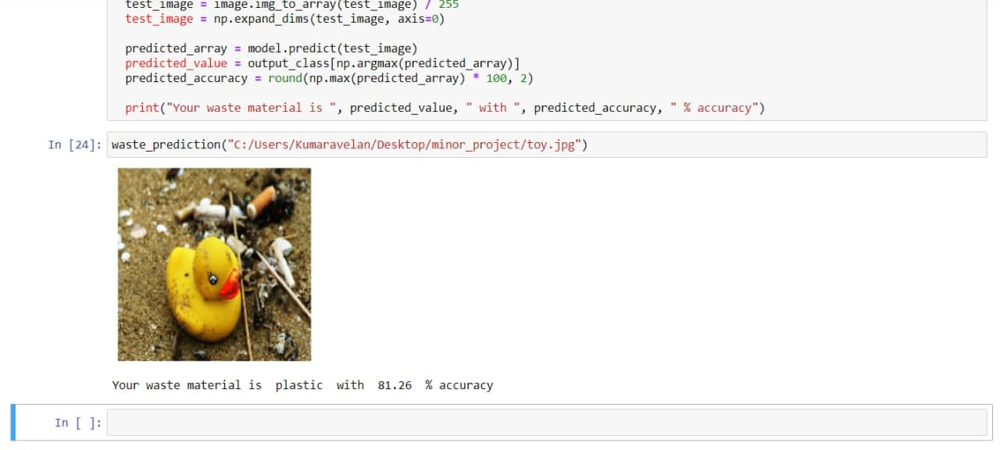 test_image = image.img_to_array(test_image) / 255
test_image = np.expand_dims(test_image, axis=0)
predicted_array = model.predict(test_image)
predicted_value = output_class[np.argmax(predicted_array)]
predicted_accuracy = round(np.max(predicted_array) * 100, 2)
print("Your waste material is ", predicted_value, " with ", predicted_accuracy, " % accuracy")
In [24]: waste_prediction("C:/Users/Kumaravelan/Desktop/minor_project/toy.jpg")
Your waste material is  plastic  with  81.26  % accuracy
In [ ]: